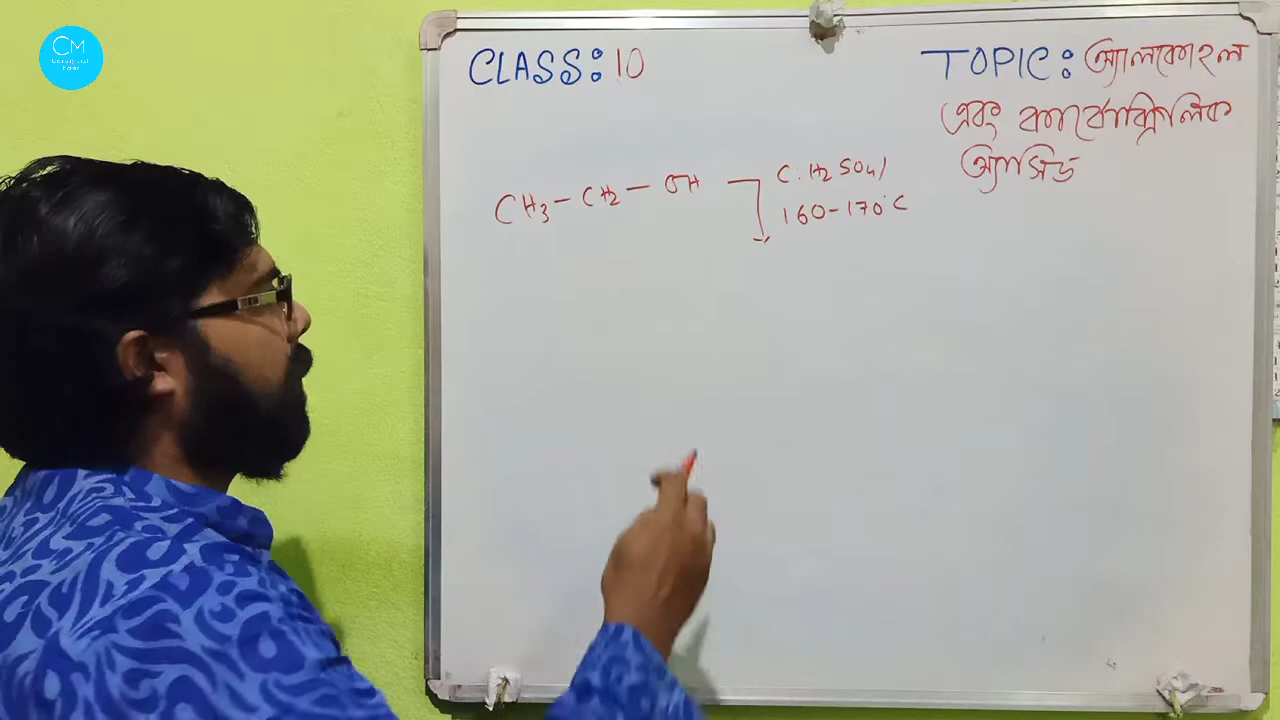 CM
CLASS: 10
TOPIC: অ্যালকোহল
এবং কার্বোক্সিলিক
অ্যাসিড
CH3 - CH2 - OH
C. H2SO4/
160-170°C